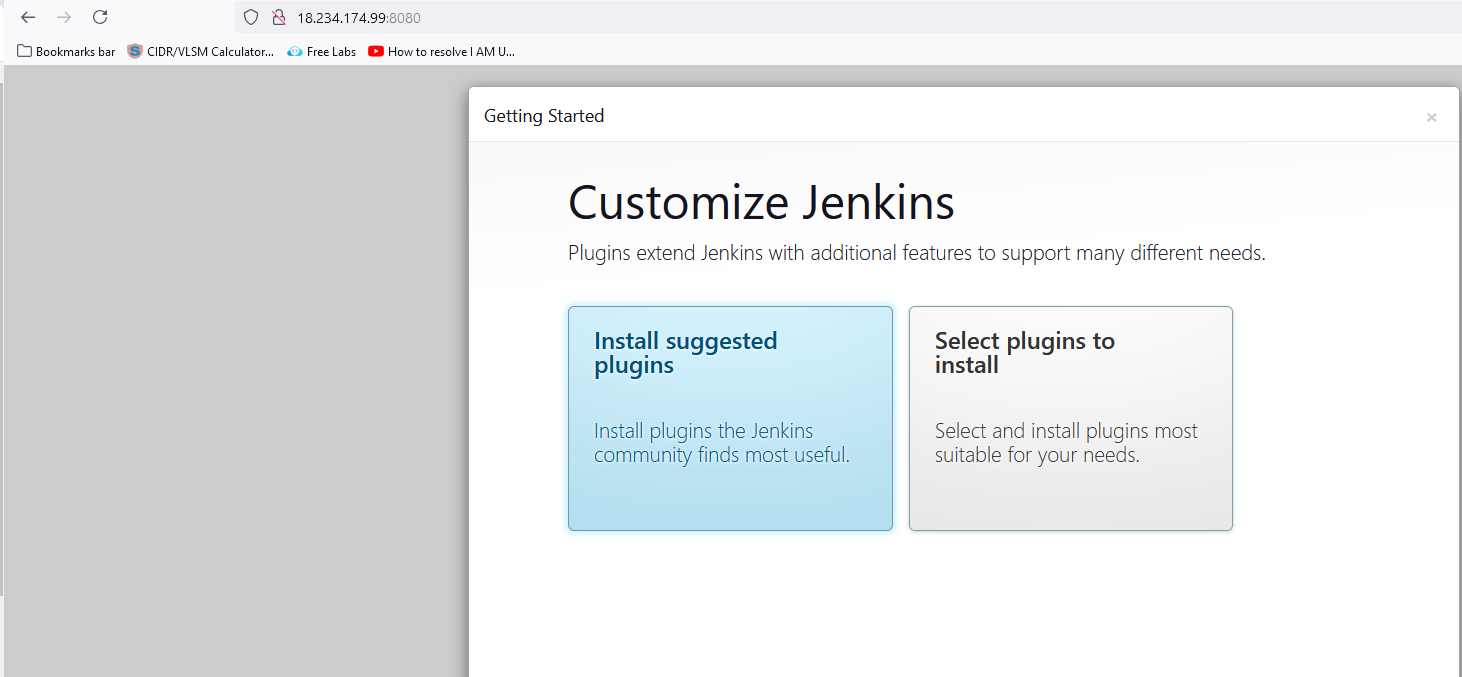 18.234.174.99:8080
Bookmarks bar CIDR/VLSM Calculator... Free Labs How to resolve I AM U...
Getting Started
×
Customize Jenkins
Plugins extend Jenkins with additional features to support many different needs.
Install suggested
plugins
Install plugins the Jenkins
community finds most useful.
Select plugins to
install
Select and install plugins most
suitable for your needs.